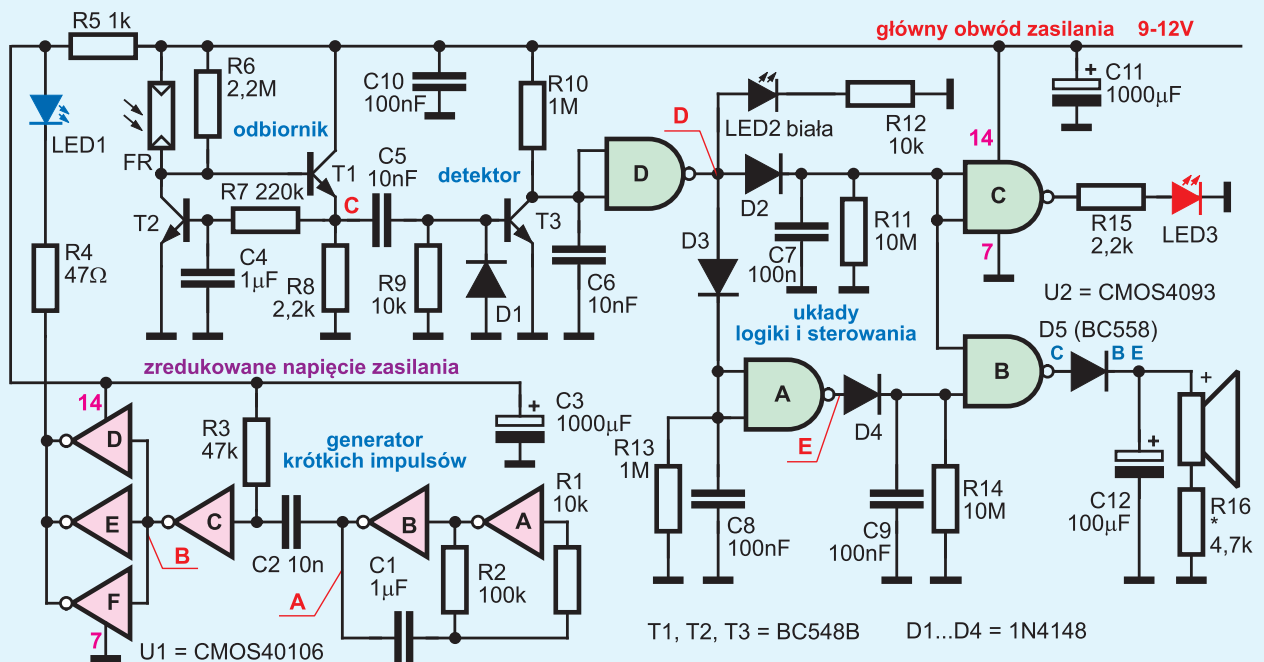 R5 1k
główny obwód zasilania 9-12V
LED1
FR
R6
2,2M
odbiornik
T1
T2
R7 220k
C
C4
1μF
R8
2,2k
C5
10nF
R9
10k
D1
C10
100nF
detektor
R10
1M
T3
C6
10nF
D
D
LED2 biała
R12
10k
D2
C7
100n
R11
10M
14
C
7
C11
1000μF
+
R15
2,2k
LED3
U2 = CMOS4093
D3
układy
logiki i sterowania
R4
47Ω
zredukowane napięcie zasilania
14
D
E
F
7
B
C
R3
47k
generator
krótkich impulsów
C2 10n
A
B
C1
1μF
R2
100k
A
R1
10k
+
C3
1000μF
U1 = CMOS40106
R13
1M
C8
100nF
A
E
D4
C9
100nF
R14
10M
B
D5 (BC558)
C
B E
+
C12
100μF
+
R16
*
4,7k
T1, T2, T3 = BC548B
D1...D4 = 1N4148